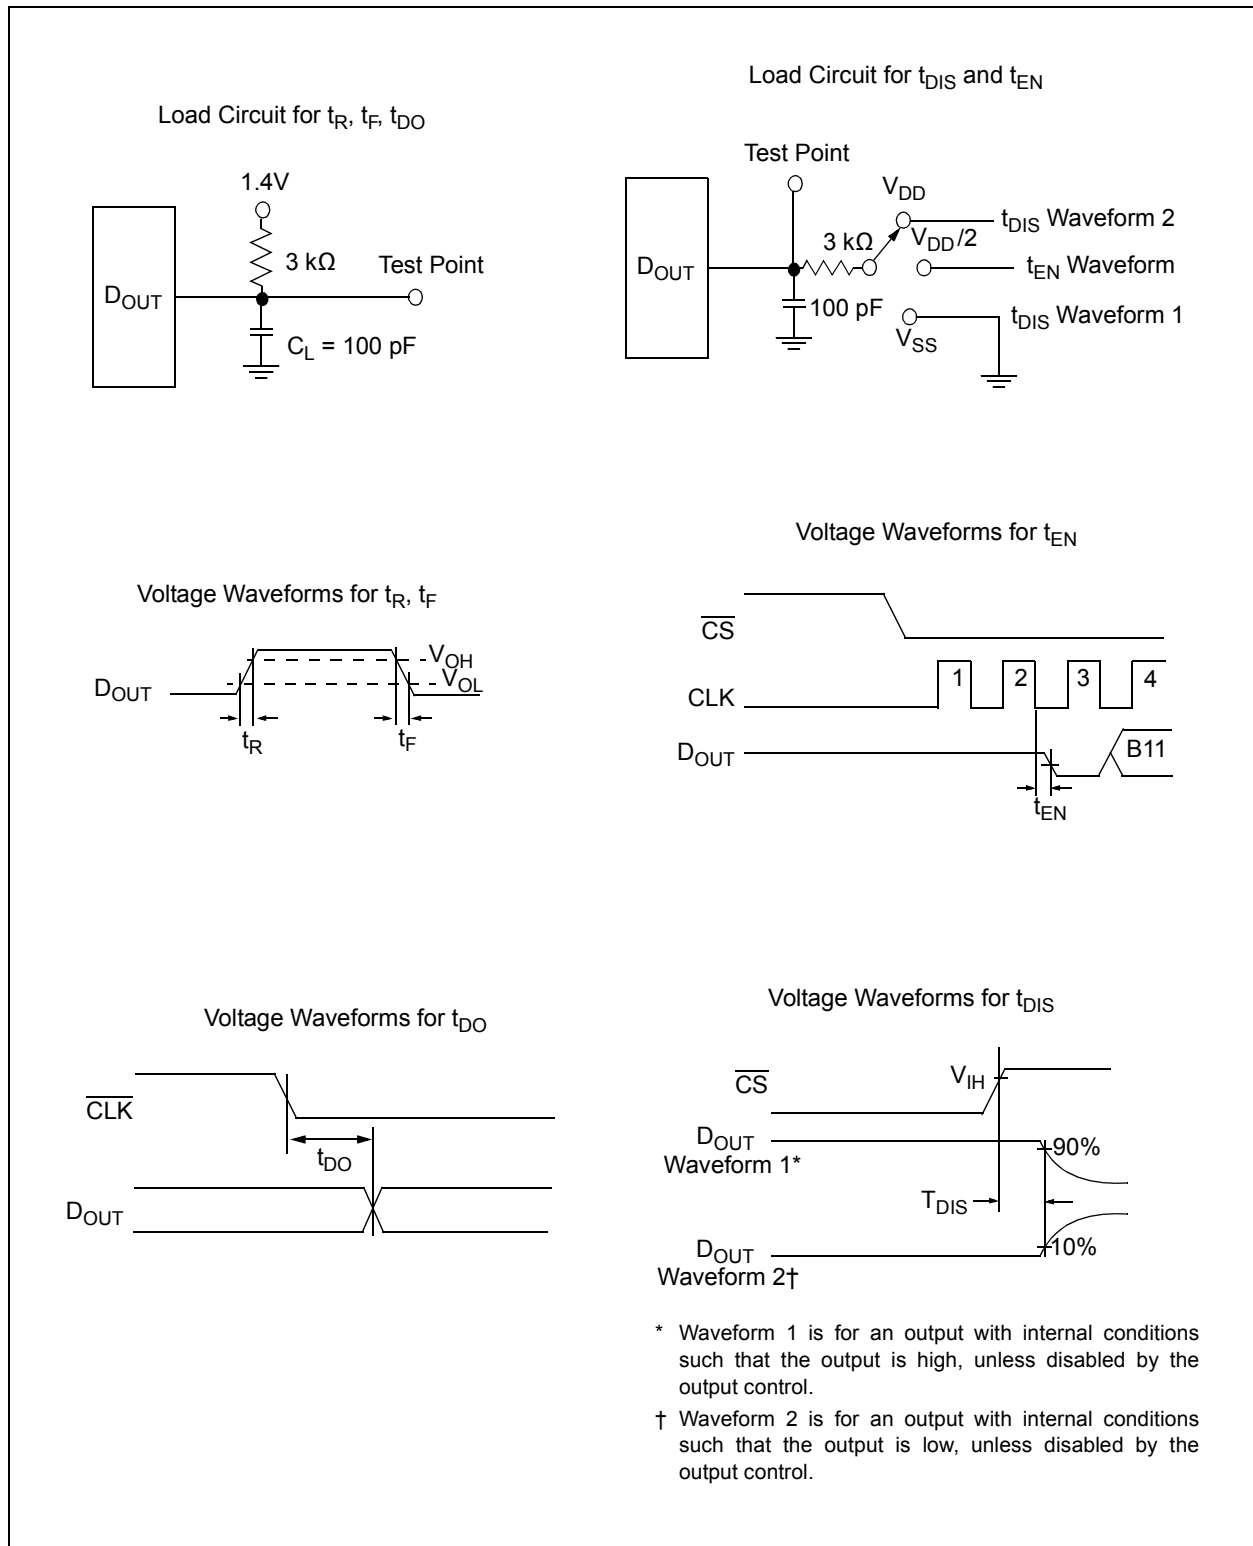 Load Circuit for tR, tF, tDO
1.4V
3 kΩ
Test Point
DOUT
CL = 100 pF
Load Circuit for tDIS and tEN
Test Point
VDD
tDIS Waveform 2
VDD/2
3 kΩ
DOUT
tEN Waveform
100 pF
tDIS Waveform 1
VSS
Voltage Waveforms for tR, tF
VOH
VOL
DOUT
tR
tF
Voltage Waveforms for tEN
CS
1 2 3 4
CLK
DOUT
B11
tEN
Voltage Waveforms for tDO
CLK
tDO
DOUT
Voltage Waveforms for tDIS
VIH
CS
DOUT
Waveform 1*
90%
TDIS
DOUT
Waveform 2†
10%
* Waveform 1 is for an output with internal conditions
such that the output is high, unless disabled by the
output control.
† Waveform 2 is for an output with internal conditions
such that the output is low, unless disabled by the
output control.